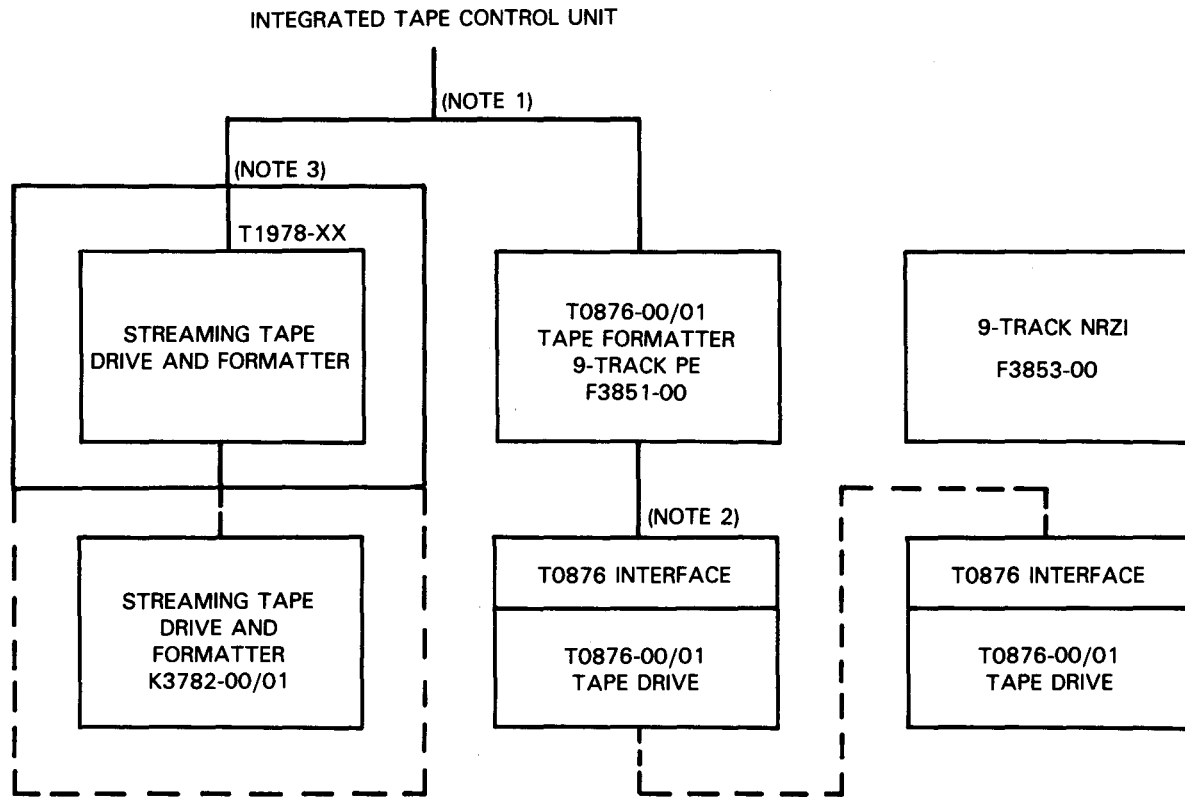 INTEGRATED TAPE CONTROL UNIT
(NOTE 1)
(NOTE 3)
T1978-XX
STREAMING TAPE
DRIVE AND FORMATTER
T0876-00/01
TAPE FORMATTER
9-TRACK PE
F3851-00
9-TRACK NRZI
F3853-00
(NOTE 2)
STREAMING TAPE
DRIVE AND
FORMATTER
K3782-00/01
T0876 INTERFACE
T0876-00/01
TAPE DRIVE
T0876 INTERFACE
T0876-00/01
TAPE DRIVE